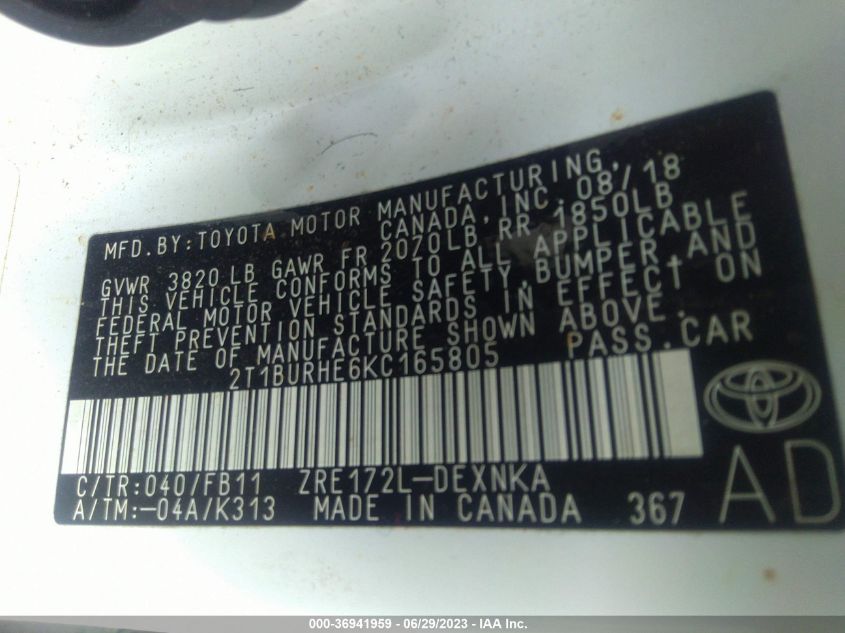 MFD.BY:TOYOTA MOTOR MANUFACTURING,
CANADA, INC. 08/18
GVWR 3820 LB GAWR FR 2070LB RR 1850LB
THIS VEHICLE CONFORMS TO ALL APPLICABLE
FEDERAL MOTOR VEHICLE SAFETY,BUMPER,AND
THEFT PREVENTION STANDARDS IN EFFECT ON
THE DATE OF MANUFACTURE SHOWN ABOVE.
2T1BURHE6KC165805 PASS.CAR
C/TR:040/FB11 ZRE172L-DEXNKA
A/TM:-04A/K313 MADE IN CANADA 367
AD
000-36941959 - 06/29/2023 - IAA, Inc.